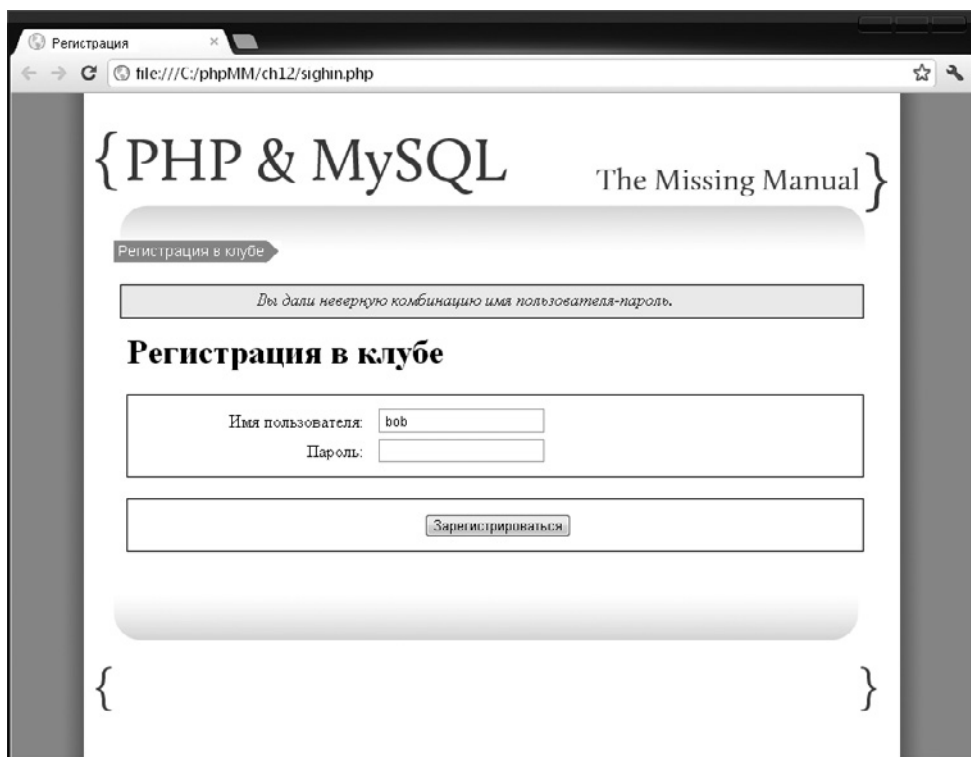 Регистрация
file:///C:/phpMM/ch12/sighin.php
{PHP & MySQL
The Missing Manual}
Регистрация в клубе
Вы дали неверную комбинацию имя пользователя-пароль.
Регистрация в клубе
Имя пользователя: bob
Пароль:
Зарегистрироваться
{ }